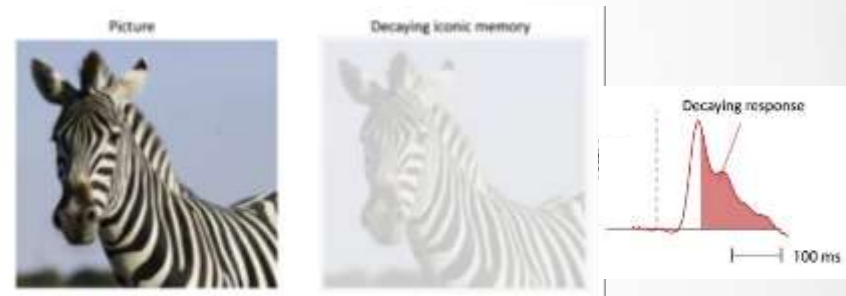 Picture
Decaying iconic memory
Decaying response
100 ms